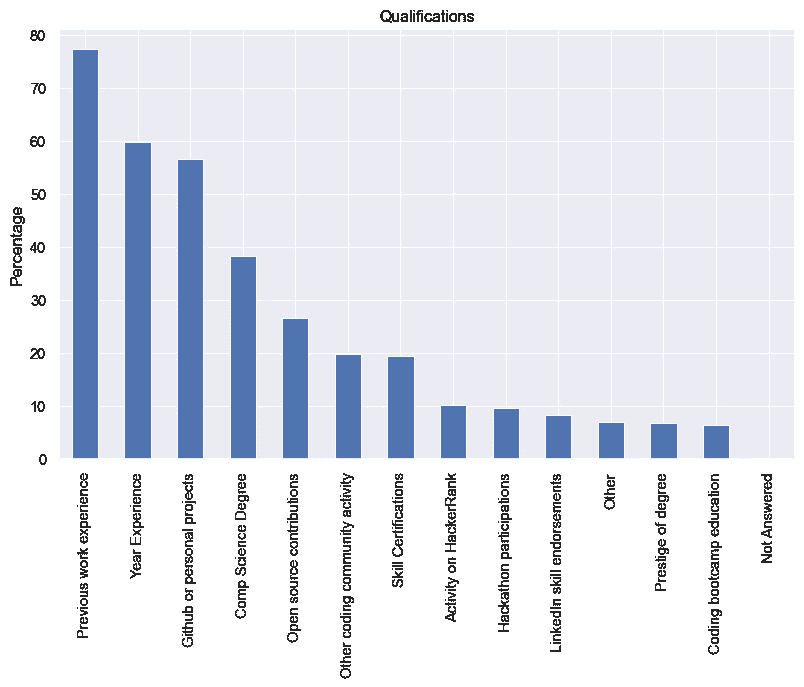 Qualifications
Percentage
80
70
60
50
40
30
20
10
0
Previous work experience
Year Experience
Github or personal projects
Comp Science Degree
Open source contributions
Other coding community activity
Skill Certifications
Activity on HackerRank
Hackathon participations
LinkedIn skill endorsements
Other
Prestige of degree
Coding bootcamp education
Not Answered